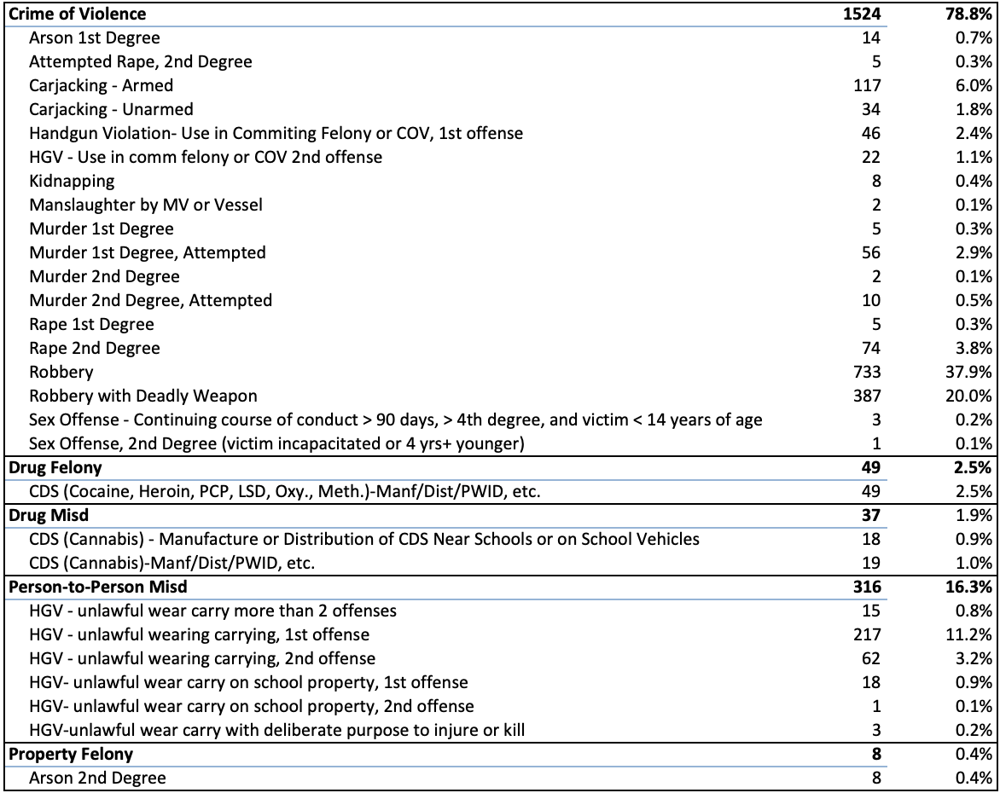 Crime of Violence 1524 78.8%
Arson 1st Degree 14 0.7%
Attempted Rape, 2nd Degree 5 0.3%
Carjacking - Armed 117 6.0%
Carjacking - Unarmed 34 1.8%
Handgun Violation- Use in Commiting Felony or COV, 1st offense 46 2.4%
HGV - Use in comm felony or COV 2nd offense 22 1.1%
Kidnapping 8 0.4%
Manslaughter by MV or Vessel 2 0.1%
Murder 1st Degree 5 0.3%
Murder 1st Degree, Attempted 56 2.9%
Murder 2nd Degree 2 0.1%
Murder 2nd Degree, Attempted 10 0.5%
Rape 1st Degree 5 0.3%
Rape 2nd Degree 74 3.8%
Robbery 733 37.9%
Robbery with Deadly Weapon 387 20.0%
Sex Offense - Continuing course of conduct > 90 days, > 4th degree, and victim < 14 years of age 3 0.2%
Sex Offense, 2nd Degree (victim incapacitated or 4 yrs+ younger) 1 0.1%
Drug Felony 49 2.5%
CDS (Cocaine, Heroin, PCP, LSD, Oxy., Meth.)-Manf/Dist/PWID, etc. 49 2.5%
Drug Misd 37 1.9%
CDS (Cannabis) - Manufacture or Distribution of CDS Near Schools or on School Vehicles 18 0.9%
CDS (Cannabis)-Manf/Dist/PWID, etc. 19 1.0%
Person-to-Person Misd 316 16.3%
HGV - unlawful wear carry more than 2 offenses 15 0.8%
HGV - unlawful wearing carrying, 1st offense 217 11.2%
HGV - unlawful wearing carrying, 2nd offense 62 3.2%
HGV- unlawful wear carry on school property, 1st offense 18 0.9%
HGV- unlawful wear carry on school property, 2nd offense 1 0.1%
HGV-unlawful wear carry with deliberate purpose to injure or kill 3 0.2%
Property Felony 8 0.4%
Arson 2nd Degree 8 0.4%